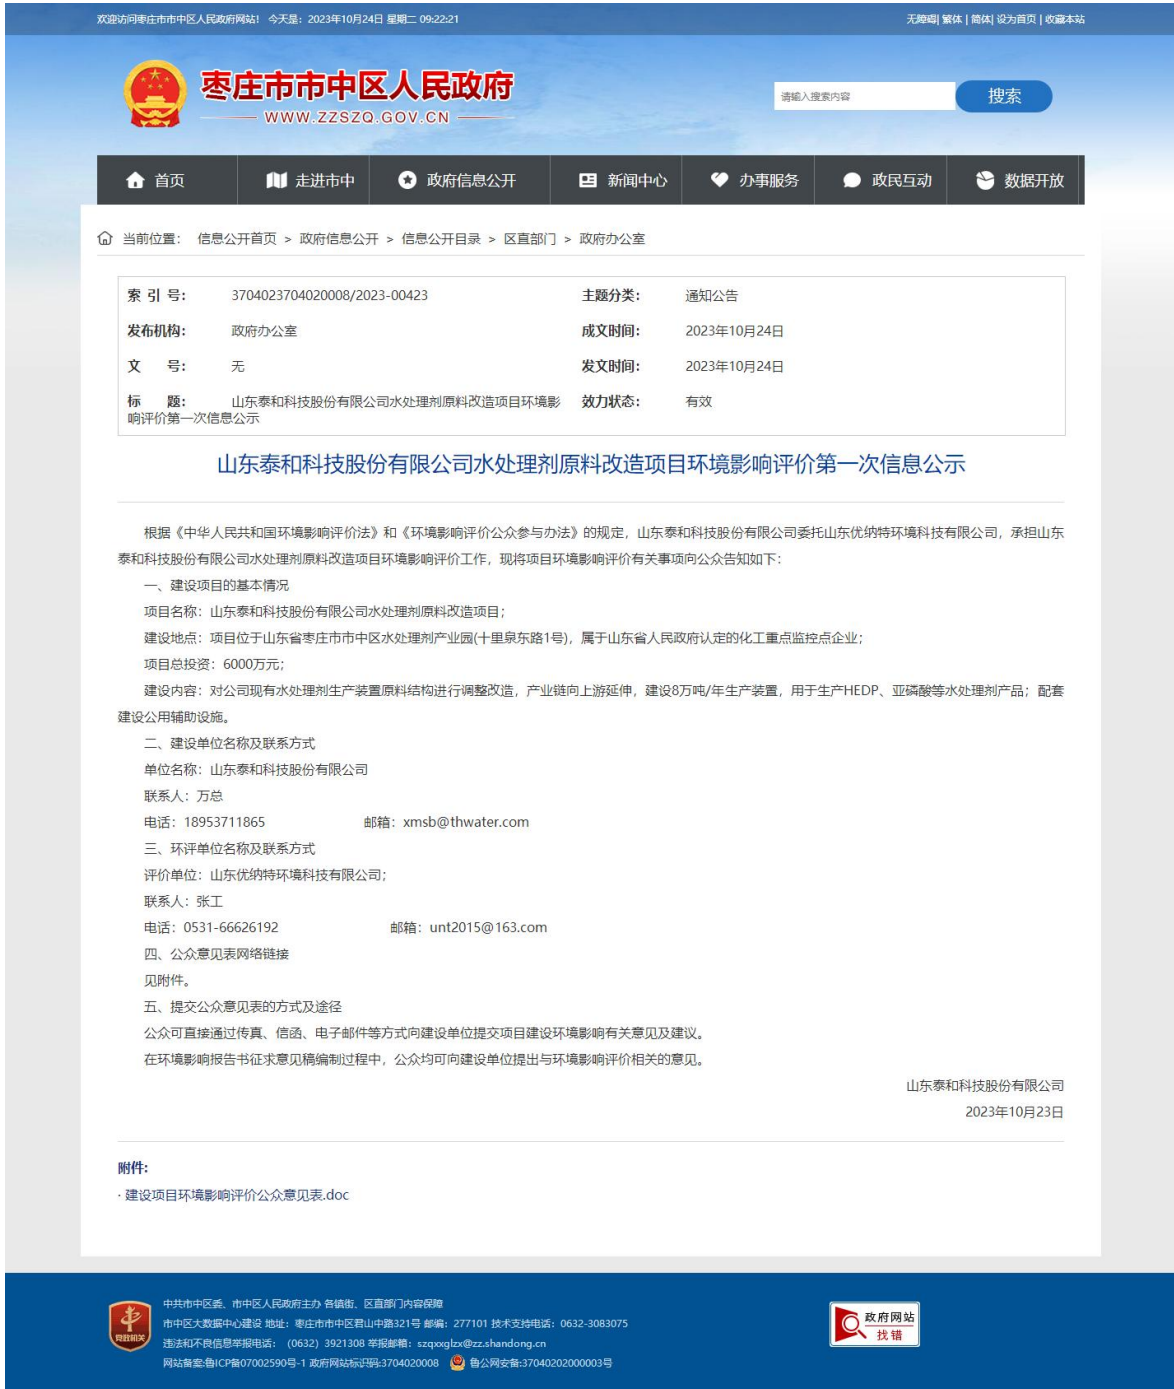 欢迎访问枣庄市市中区人民政府网站！ 今天是：2023年10月24日 星期二 09:22:21
无障碍| 繁体 | 简体| 设为首页 | 收藏本站
枣庄市市中区人民政府
WWW.ZZSZQ.GOV.CN
请输入搜索内容
搜索
首页 走进市中 政府信息公开 新闻中心 办事服务 政民互动 数据开放
当前位置： 信息公开首页 > 政府信息公开 > 信息公开目录 > 区直部门 > 政府办公室
索 引 号： 3704023704020008/2023-00423 主题分类： 通知公告
发布机构： 政府办公室 成文时间： 2023年10月24日
文 号： 无 发文时间： 2023年10月24日
标 题： 山东泰和科技股份有限公司水处理剂原料改造项目环境影 效力状态： 有效
响评价第一次信息公示
山东泰和科技股份有限公司水处理剂原料改造项目环境影响评价第一次信息公示
根据《中华人民共和国环境影响评价法》和《环境影响评价公众参与办法》的规定，山东泰和科技股份有限公司委托山东优纳特环境科技有限公司，承担山东
泰和科技股份有限公司水处理剂原料改造项目环境影响评价工作，现将项目环境影响评价有关事项向公众告知如下：
一、建设项目的基本情况
项目名称：山东泰和科技股份有限公司水处理剂原料改造项目；
建设地点：项目位于山东省枣庄市市中区水处理剂产业园(十里泉东路1号)，属于山东省人民政府认定的化工重点监控点企业；
项目总投资：6000万元；
建设内容：对公司现有水处理剂生产装置原料结构进行调整改造，产业链向上游延伸，建设8万吨/年生产装置，用于生产HEDP、亚磷酸等水处理剂产品；配套
建设公用辅助设施。
二、建设单位名称及联系方式
单位名称：山东泰和科技股份有限公司
联系人：万总
电话：18953711865 邮箱：xmsb@thwater.com
三、环评单位名称及联系方式
评价单位：山东优纳特环境科技有限公司；
联系人：张工
电话：0531-66626192 邮箱：unt2015@163.com
四、公众意见表网络链接
见附件。
五、提交公众意见表的方式及途径
公众可直接通过传真、信函、电子邮件等方式向建设单位提交项目建设环境影响有关意见及建议。
在环境影响报告书征求意见稿编制过程中，公众均可向建设单位提出与环境影响评价相关的意见。
山东泰和科技股份有限公司
2023年10月23日
附件:
· 建设项目环境影响评价公众意见表.doc
中共市中区委、市中区人民政府主办 各镇街、区直部门内容保障
市中区大数据中心建设 地址：枣庄市市中区君山中路321号 邮编：277101 技术支持电话：0632-3083075
违法和不良信息举报电话：（0632）3921308 举报邮箱：szqxxglzx@zz.shandong.cn
网站备案:鲁ICP备07002590号-1 政府网站标识码:3704020008 鲁公网安备:37040202000003号
党政机关
政府网站
找错